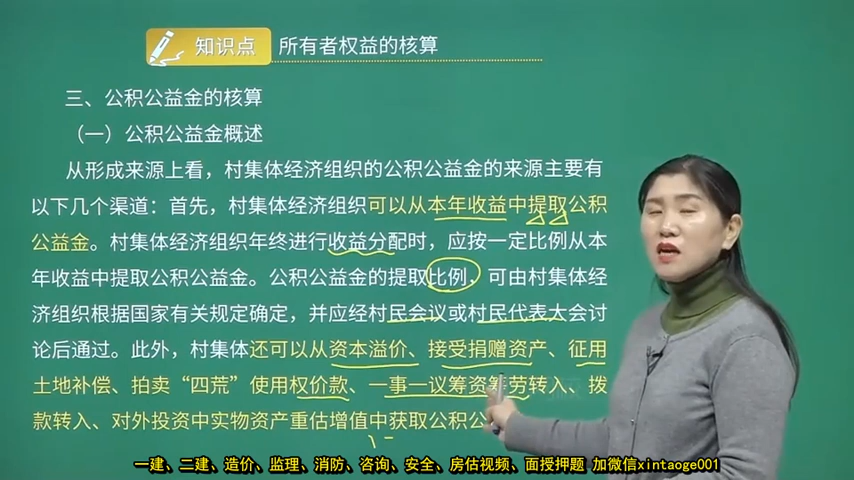 知识点 所有者权益的核算
三、公积公益金的核算
（一）公积公益金概述
从形成来源上看，村集体经济组织的公积公益金的来源主要有
以下几个渠道：首先，村集体经济组织可以从本年收益中提取公积
公益金。村集体经济组织年终进行收益分配时，应按一定比例从本
年收益中提取公积公益金。公积公益金的提取比例，可由村集体经
济组织根据国家有关规定确定，并应经村民会议或村民代表大会讨
论后通过。此外，村集体还可以从资本溢价、接受捐赠资产、征用
土地补偿、拍卖“四荒”使用权价款、一事一议筹资筹劳转入、拨
款转入、对外投资中实物资产重估增值中获取公积公
一建、二建、造价、监理、消防、咨询、安全、房估视频、面授押题 加微信xintaoge001